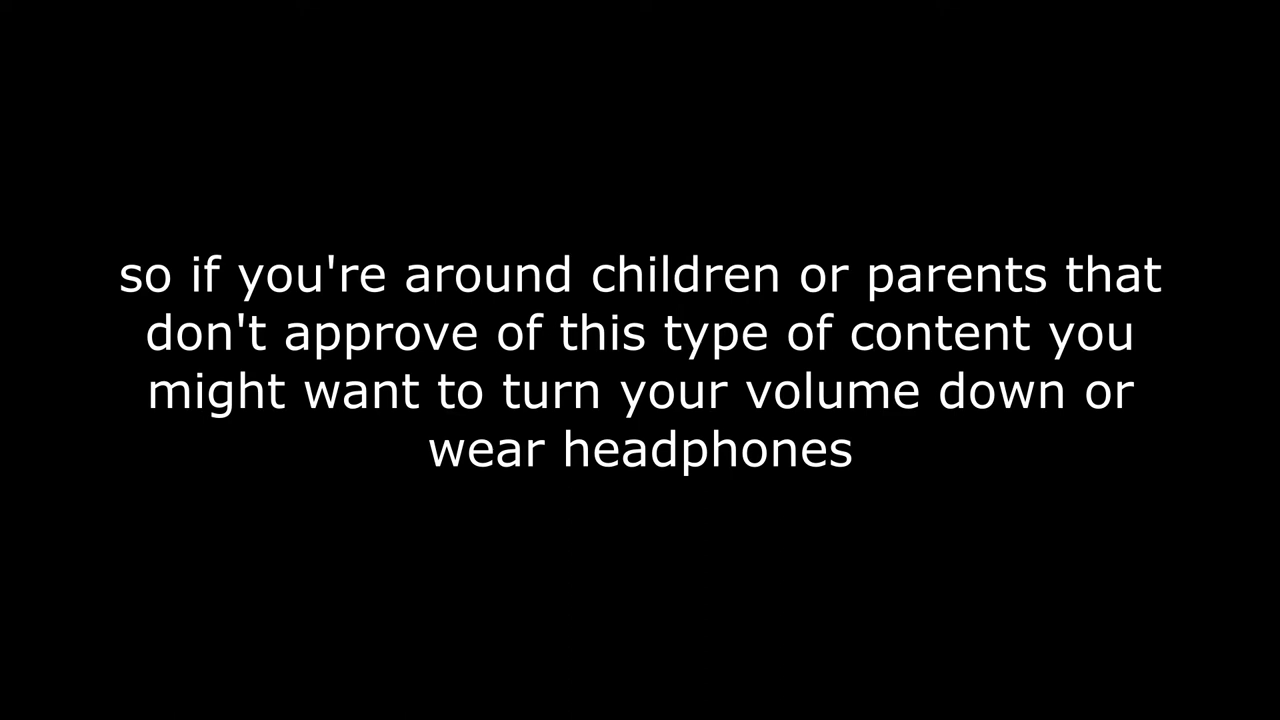 so if you're around children or parents that
don't approve of this type of content you
might want to turn your volume down or
wear headphones